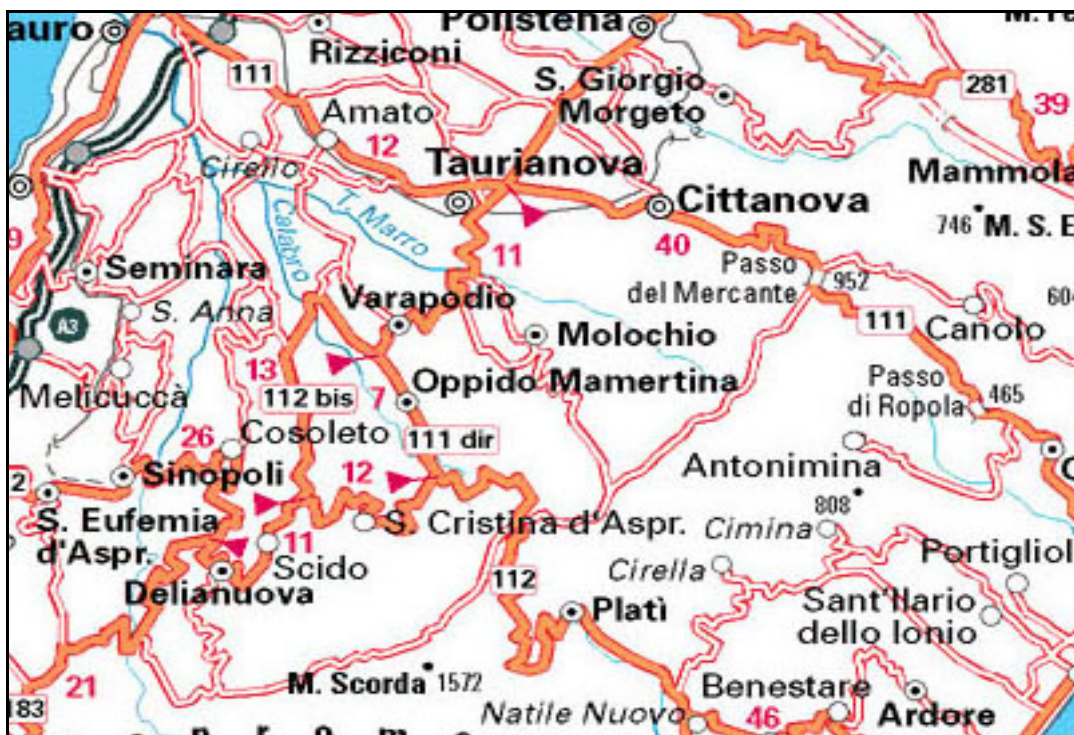 auro
Polistena
Rizziconi
111
S. Giorgio
Morgeto
281
39
Amato
12
Cirello
Taurianova
Mammola
Cittanova
T. Marro
Calabro
746
M. S. E
9
11
40
Seminara
Passo
del Mercante
952
S. Anna
Varapodio
A3
Molochio
111
Canolo
604
13
Melicuccà
112 bis
7
Oppido Mamertina
Passo
di Ropola
465
26
Cosoleto
111 dir
Antonimina
Sinopoli
12
2
S. Eufemia
d'Aspr.
S. Cristina d'Aspr.
808
Cimina
11
Scido
Portigliol
Delianuova
112
Cirella
Platì
Sant'Ilario
dello Ionio
21
M. Scorda
1572
Benestare
183
Natile Nuovo
46
Ardore